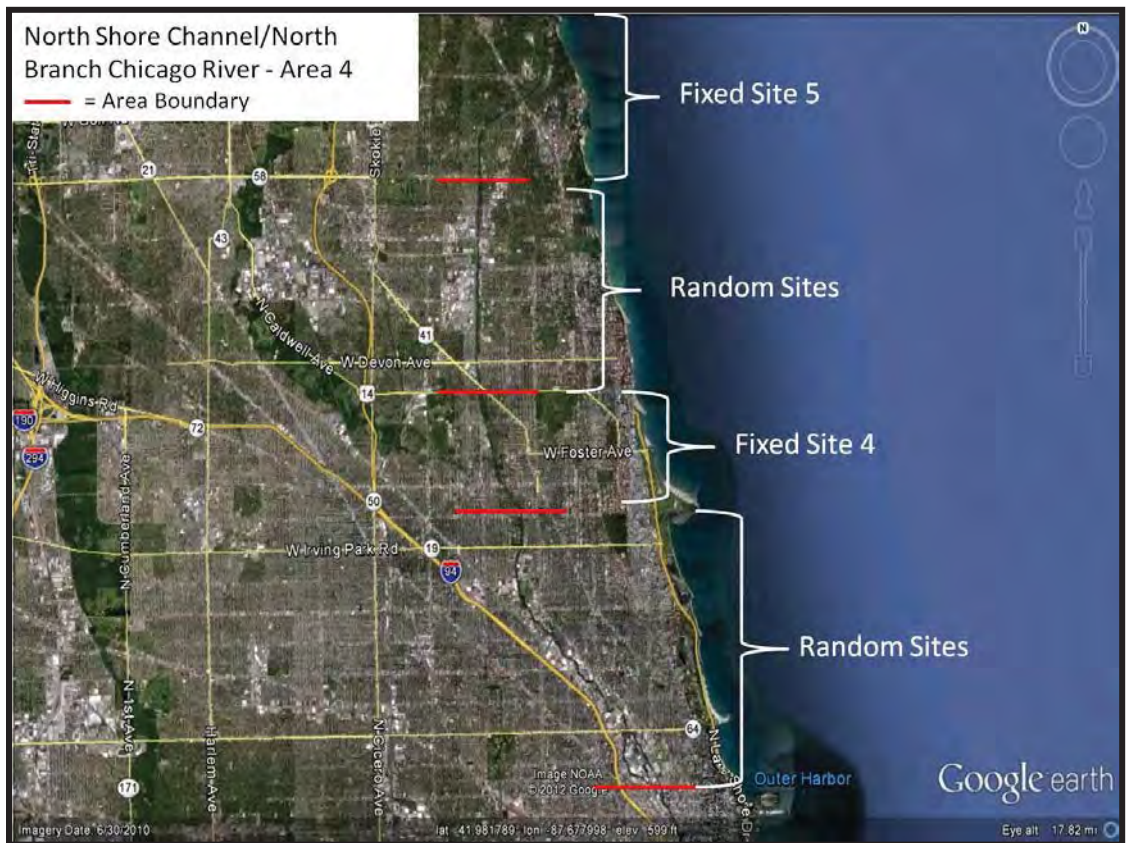 North Shore Channel/North
Branch Chicago River - Area 4
= Area Boundary
N
Fixed Site 5
Tri-State
Skokie
21
58
43
Random Sites
41
N Caldwell Ave
W Devon Ave
14
W Higgins Rd
190
72
294
W Foster Ave
Fixed Site 4
50
N Cumberland Ave
W Irving Park Rd
19
94
Random Sites
N 1st Ave
Harlem Ave
N Cicero Ave
64
171
Image NOAA
© 2012 Google
Outer Harbor
Google earth
Imagery Date 6/30/2010
lat 41.981789, lon -87.677998, elev 599 ft
Eye alt 17.82 mi